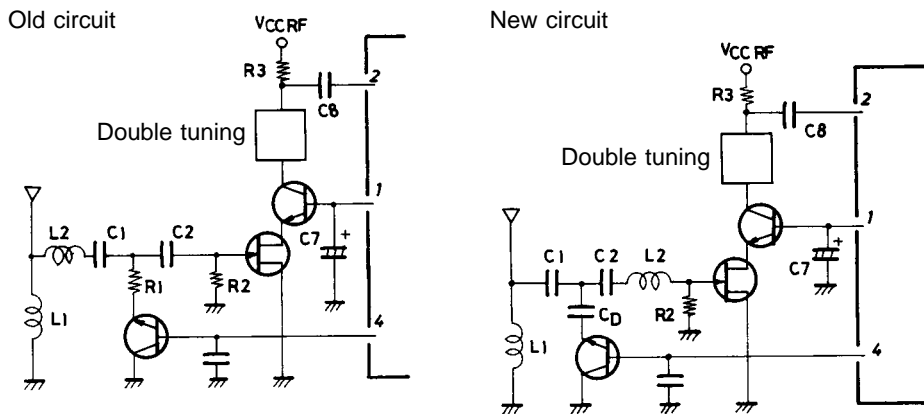 Old circuit
VCC RF
R3
2
C8
Double tuning
1
L2
C1
C2
C7
+
R1
R2
L1
4
New circuit
VCC RF
R3
2
C8
Double tuning
1
C1
C2
L2
C7
+
CD
R2
L1
4